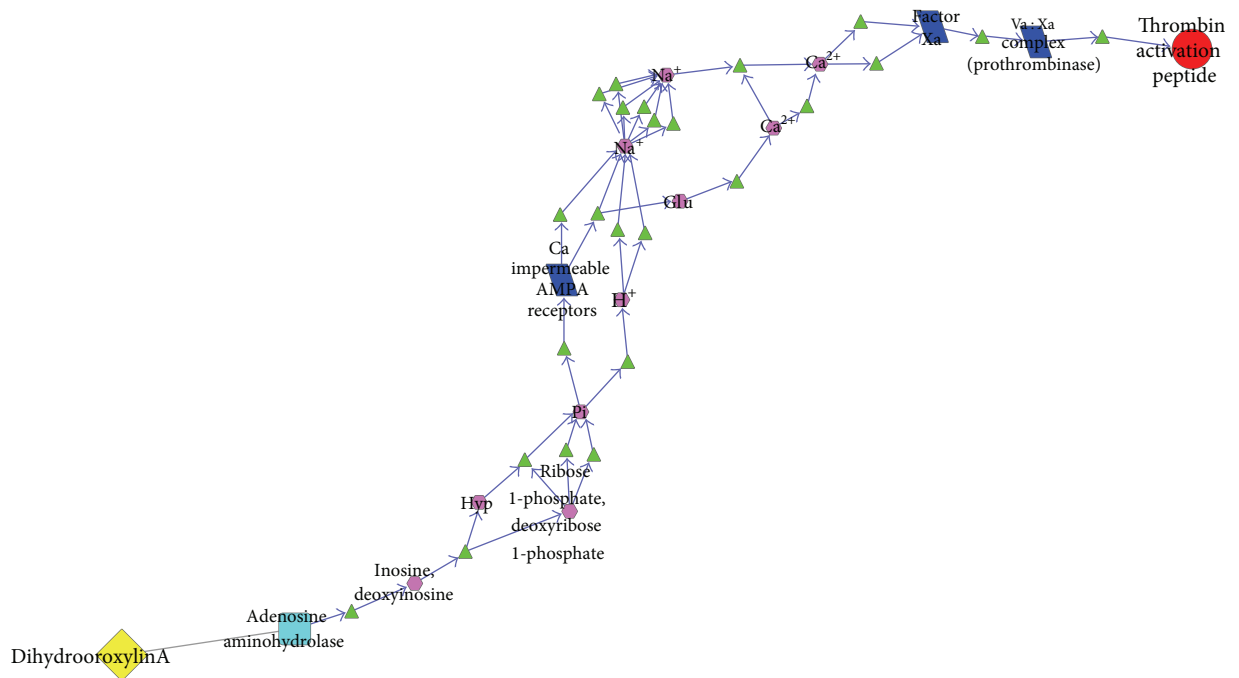 Factor
Xa
Va : Xa
complex
(prothrombinase)
Thrombin
activation
peptide
Ca²⁺
Na⁺
Ca²⁺
Na⁺
Glu
Ca
impermeable
AMPA
receptors
H⁺
Pi
Ribose
1-phosphate,
deoxyribose
1-phosphate
Hyp
Inosine,
deoxyinosine
Adenosine
aminohydrolase
DihydrooroxylinA